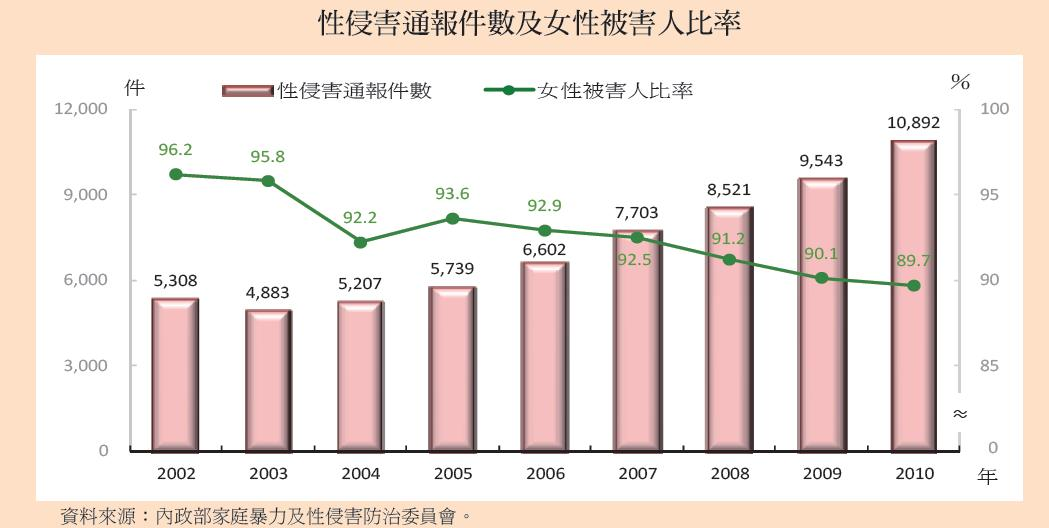 性侵害通報件數及女性被害人比率
件 性侵害通報件數 女性被害人比率 %
12,000 100
10,892
96.2 95.8 9,543
9,000 93.6 8,521 95
92.2 92.9 7,703
6,602 92.5 91.2 90.1 89.7
6,000 5,308 4,883 5,207 5,739 90
3,000 85
≈
0 0
2002 2003 2004 2005 2006 2007 2008 2009 2010 年
資料來源：內政部家庭暴力及性侵害防治委員會。